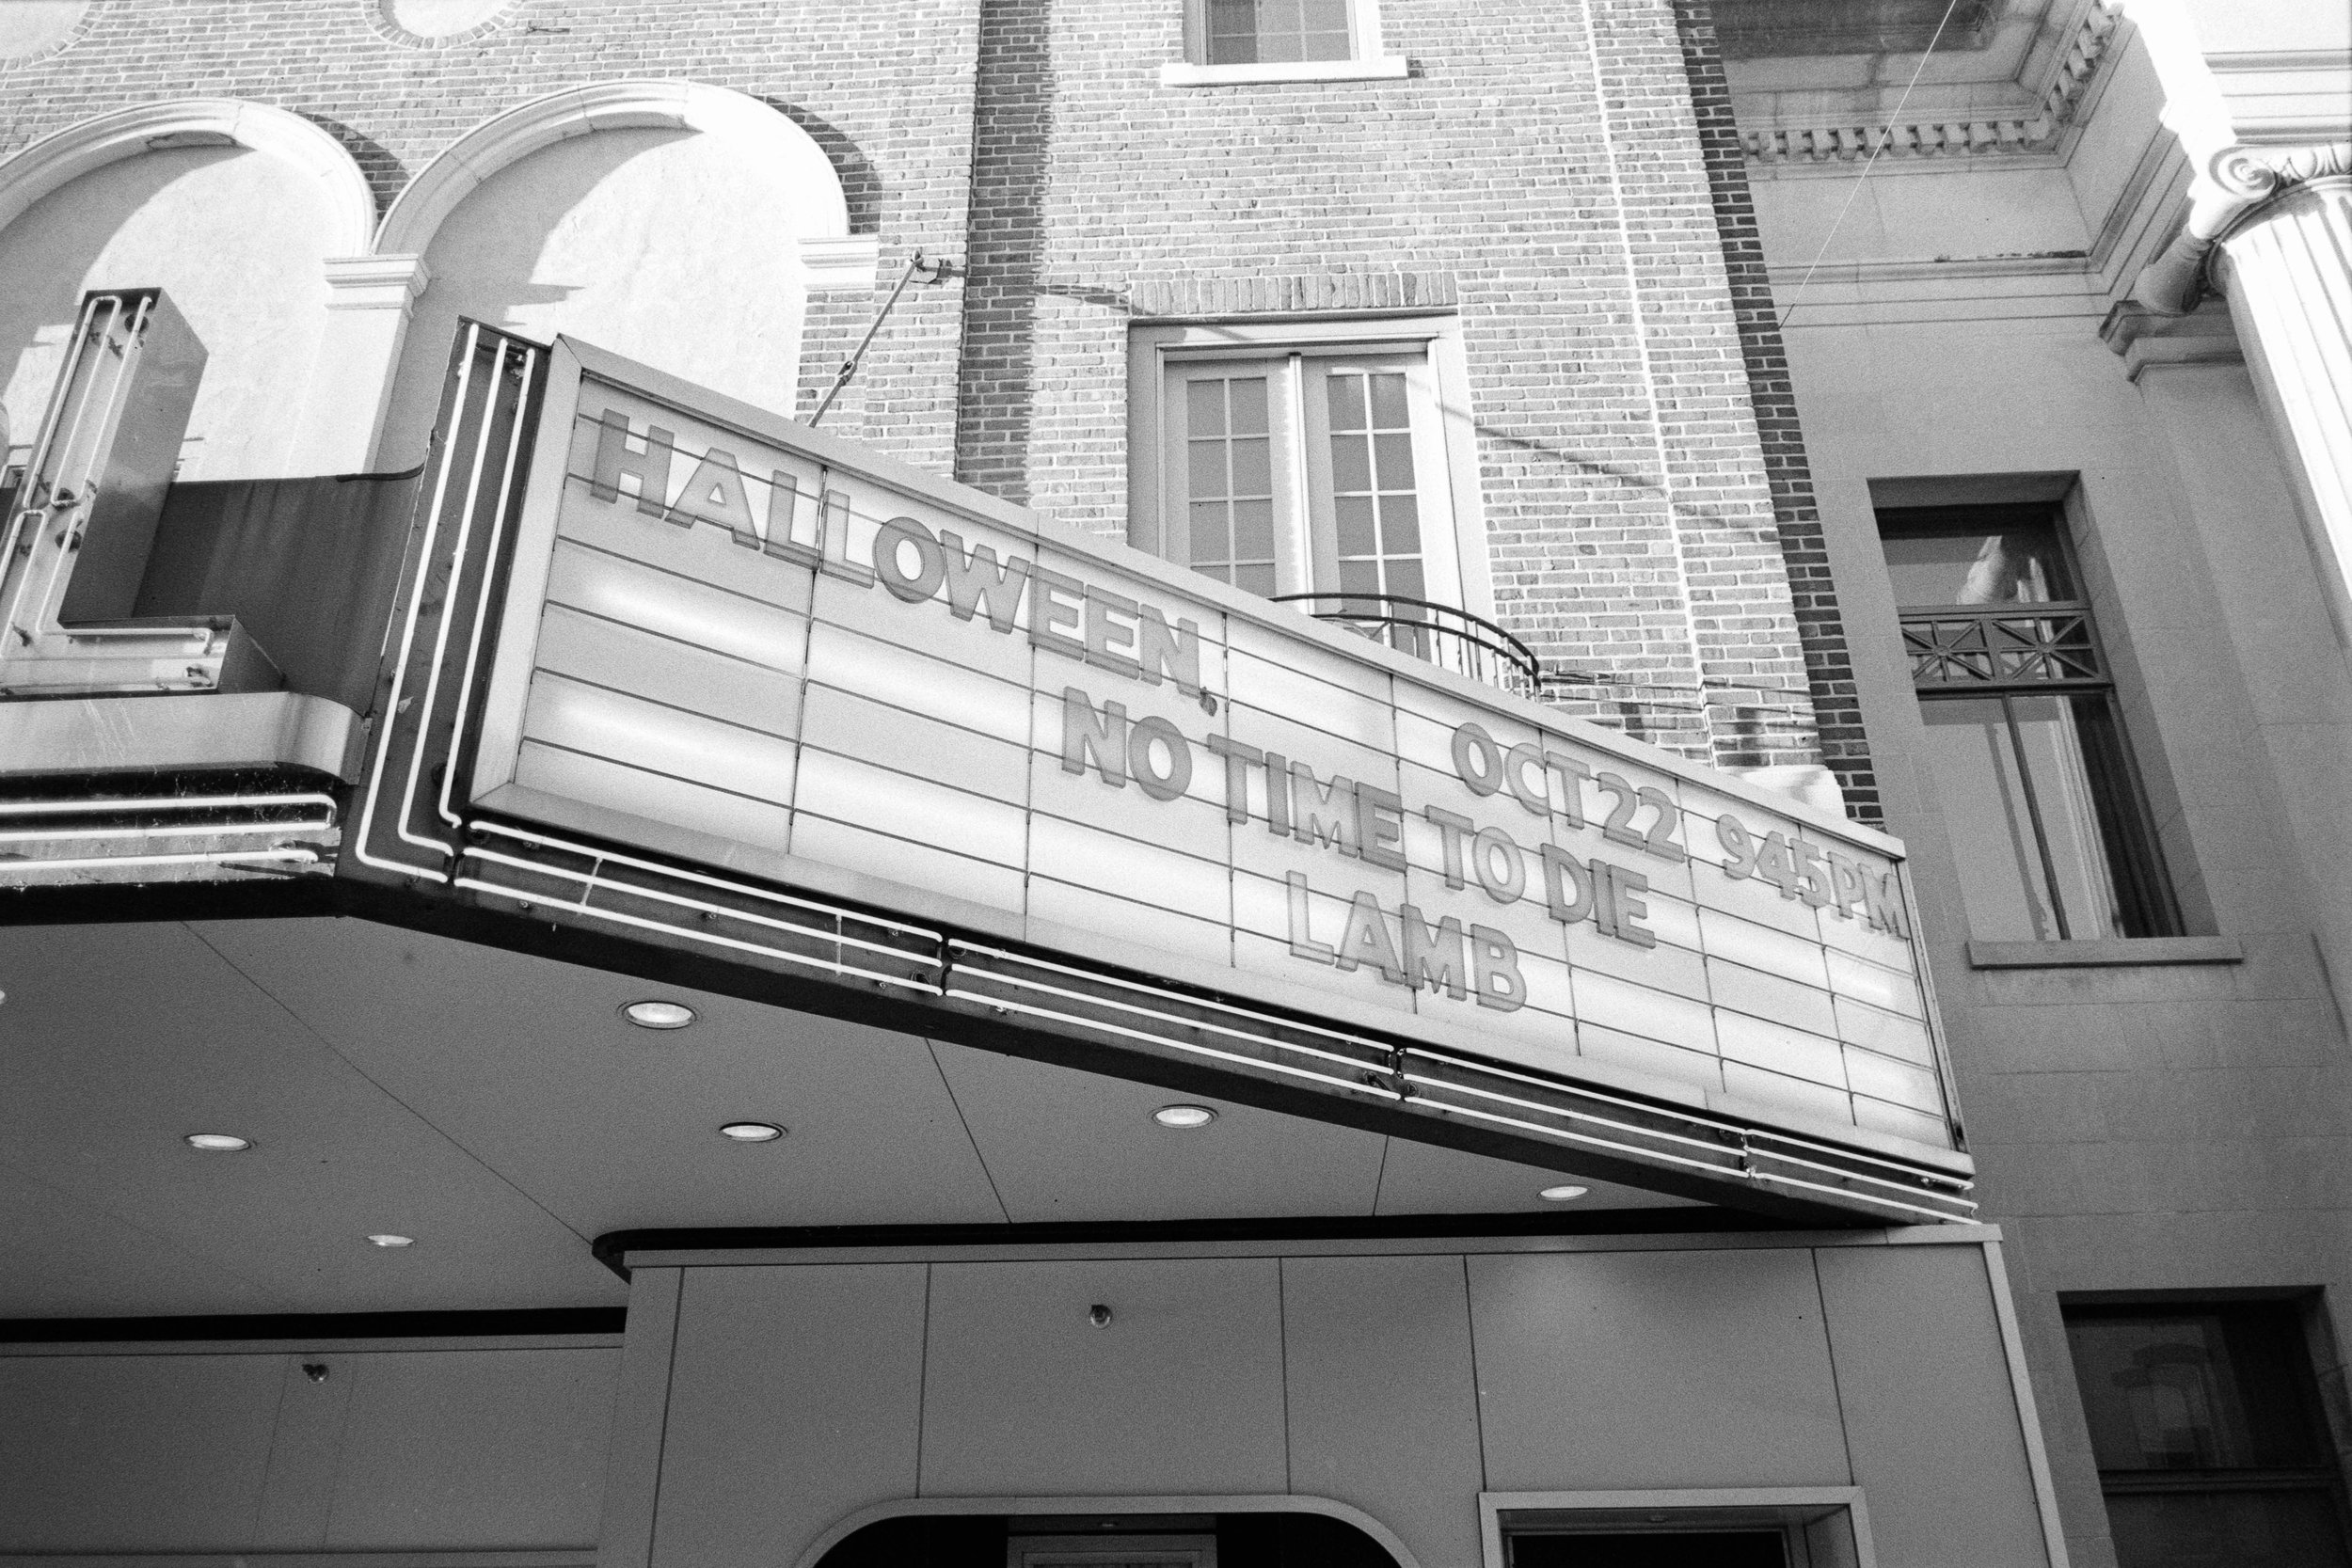 L
HALLOWEEN, OCT 22 945PM
NO TIME TO DIE
LAMB